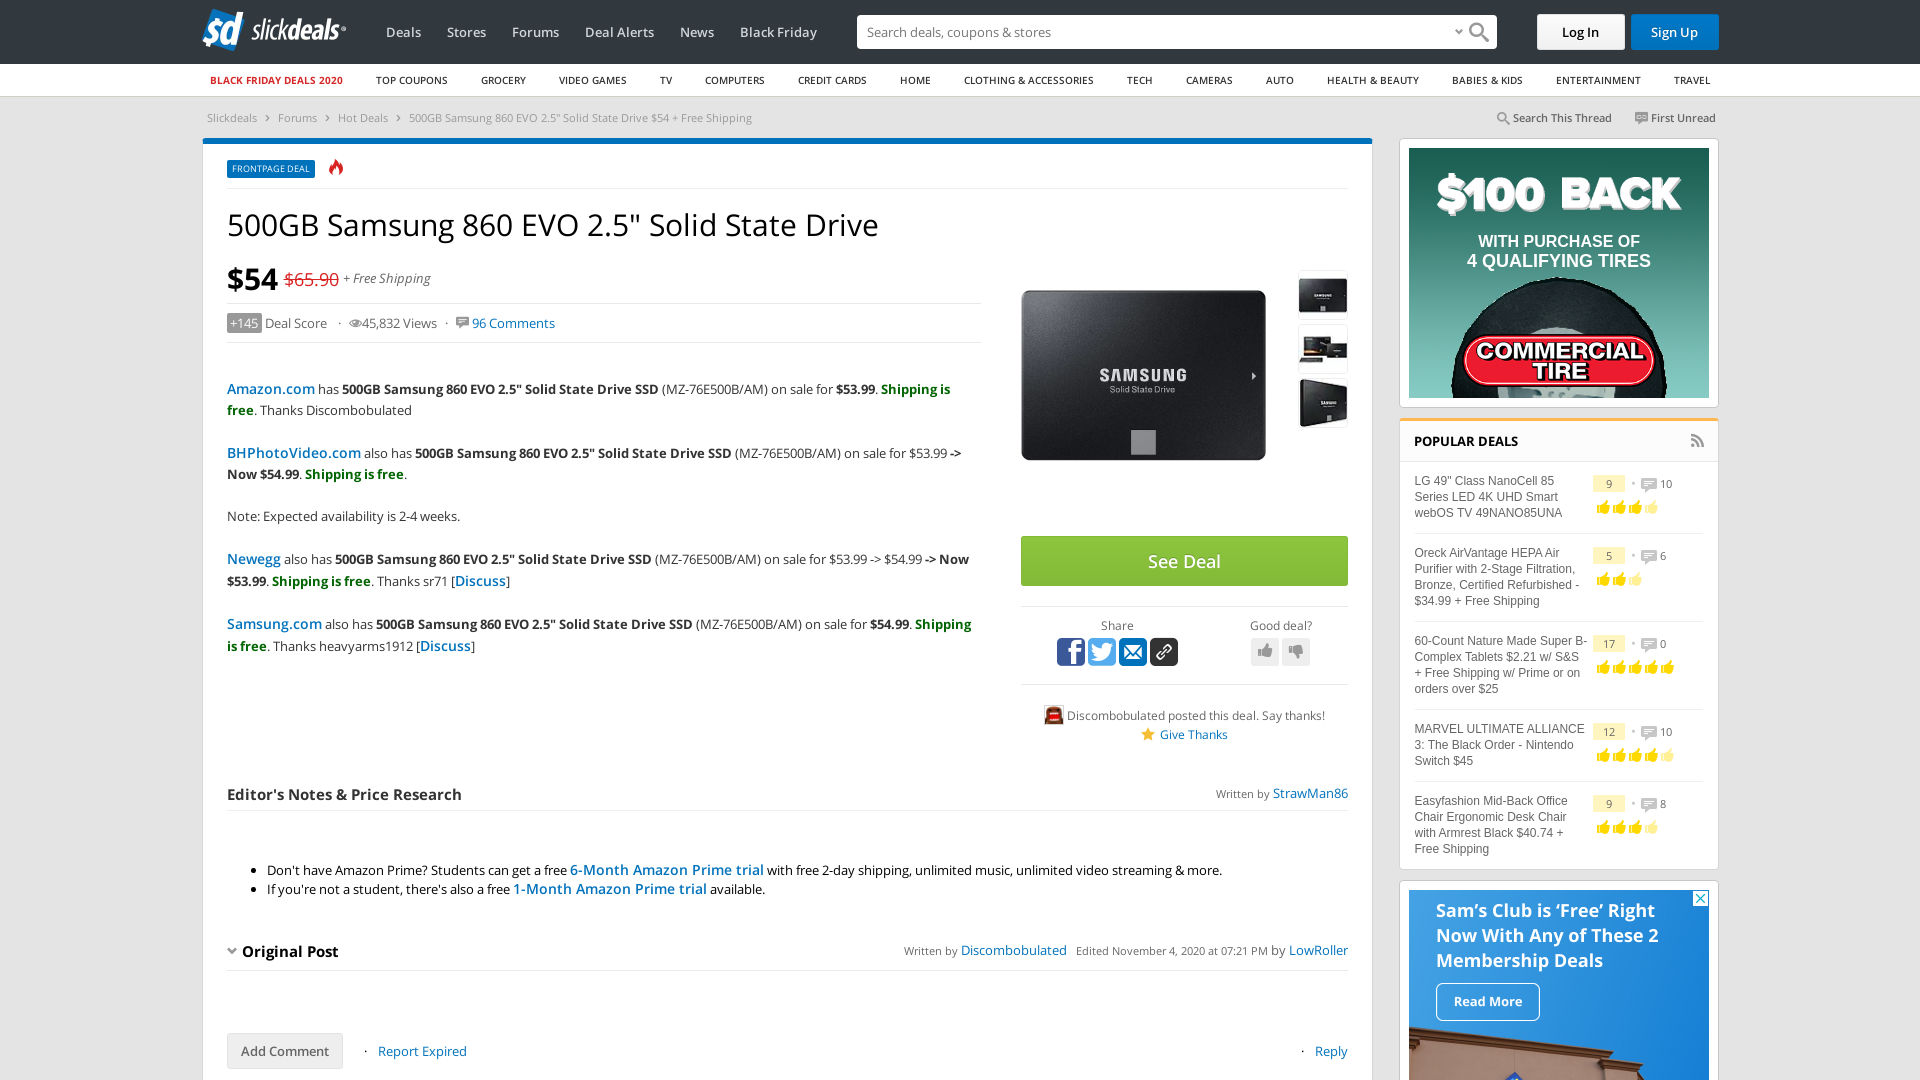 sd slickdeals
Deals Stores Forums Deal Alerts News Black Friday
Search deals, coupons & stores
Log In Sign Up
BLACK FRIDAY DEALS 2020 TOP COUPONS GROCERY VIDEO GAMES TV COMPUTERS CREDIT CARDS HOME CLOTHING & ACCESSORIES TECH CAMERAS AUTO HEALTH & BEAUTY BABIES & KIDS ENTERTAINMENT TRAVEL
Slickdeals > Forums > Hot Deals > 500GB Samsung 860 EVO 2.5" Solid State Drive $54 + Free Shipping
Search This Thread First Unread
FRONTPAGE DEAL
500GB Samsung 860 EVO 2.5" Solid State Drive
$54 $65.90 + Free Shipping
+145 Deal Score · 45,832 Views · 96 Comments
Amazon.com has 500GB Samsung 860 EVO 2.5" Solid State Drive SSD (MZ-76E500B/AM) on sale for $53.99. Shipping is
free. Thanks Discombobulated
BHPhotoVideo.com also has 500GB Samsung 860 EVO 2.5" Solid State Drive SSD (MZ-76E500B/AM) on sale for $53.99 ->
Now $54.99. Shipping is free.
Note: Expected availability is 2-4 weeks.
Newegg also has 500GB Samsung 860 EVO 2.5" Solid State Drive SSD (MZ-76E500B/AM) on sale for $53.99 -> $54.99 -> Now
$53.99. Shipping is free. Thanks sr71 [Discuss]
Samsung.com also has 500GB Samsung 860 EVO 2.5" Solid State Drive SSD (MZ-76E500B/AM) on sale for $54.99. Shipping
is free. Thanks heavyarms1912 [Discuss]
SAMSUNG
Solid State Drive
See Deal
Share
Good deal?
Discombobulated posted this deal. Say thanks!
Give Thanks
Editor's Notes & Price Research
Written by StrawMan86
• Don't have Amazon Prime? Students can get a free 6-Month Amazon Prime trial with free 2-day shipping, unlimited music, unlimited video streaming & more.
• If you're not a student, there's also a free 1-Month Amazon Prime trial available.
Original Post
Written by Discombobulated Edited November 4, 2020 at 07:21 PM by LowRoller
Add Comment · Report Expired
· Reply
$100 BACK
WITH PURCHASE OF
4 QUALIFYING TIRES
COMMERCIAL
TIRE
POPULAR DEALS
LG 49" Class NanoCell 85
Series LED 4K UHD Smart
webOS TV 49NANO85UNA
9 • 10
Oreck AirVantage HEPA Air
Purifier with 2-Stage Filtration,
Bronze, Certified Refurbished -
$34.99 + Free Shipping
5 • 6
60-Count Nature Made Super B-
Complex Tablets $2.21 w/ S&S
+ Free Shipping w/ Prime or on
orders over $25
17 • 0
MARVEL ULTIMATE ALLIANCE
3: The Black Order - Nintendo
Switch $45
12 • 10
Easyfashion Mid-Back Office
Chair Ergonomic Desk Chair
with Armrest Black $40.74 +
Free Shipping
9 • 8
Sam's Club is 'Free' Right
Now With Any of These 2
Membership Deals
Read More